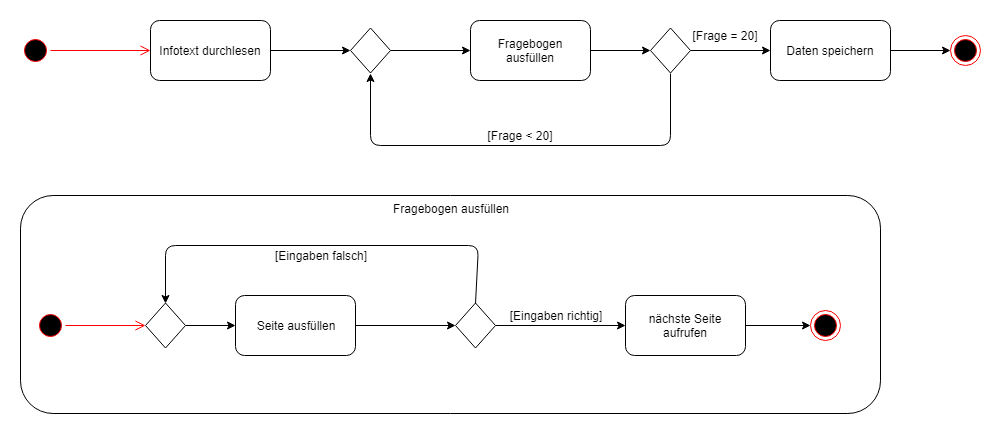 Infotext durchlesen
Fragebogen
ausfüllen
[Frage = 20]
Daten speichern
[Frage < 20]
Fragebogen ausfüllen
[Eingaben falsch]
Seite ausfüllen
[Eingaben richtig]
nächste Seite
aufrufen